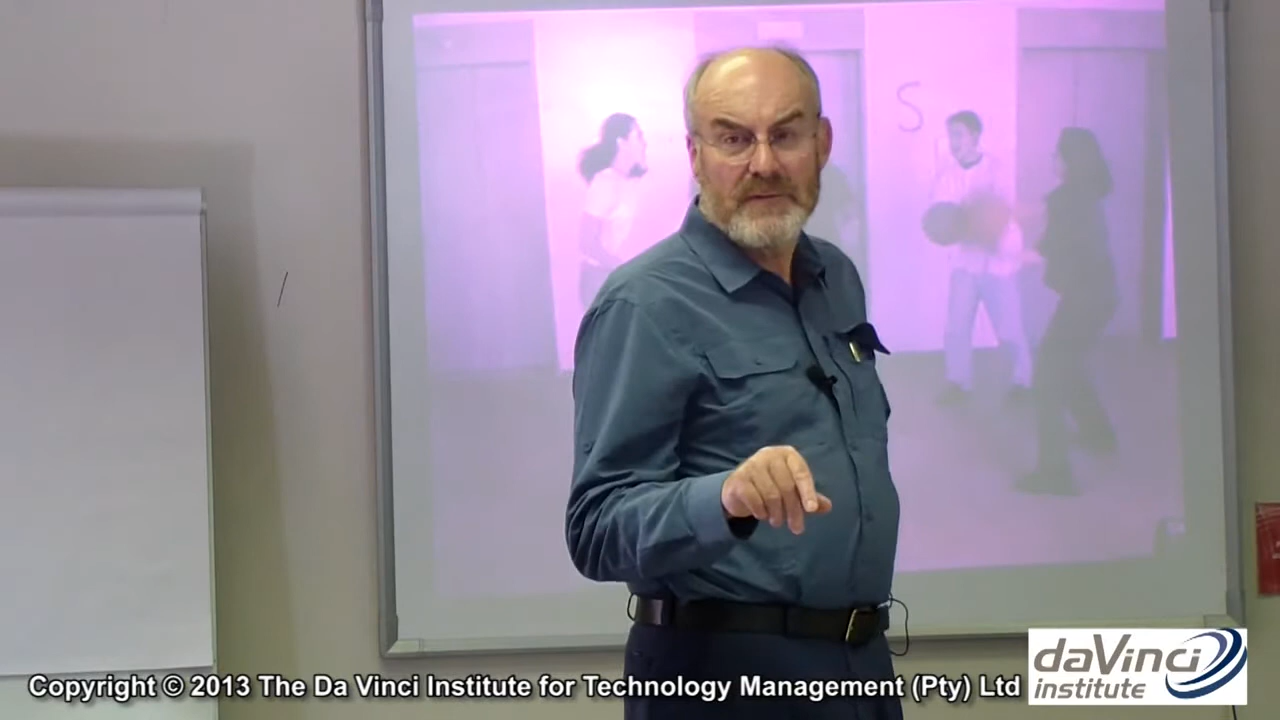 S
Copyright © 2013 The Da Vinci Institute for Technology Management (Pty) Ltd
daVinci
institute